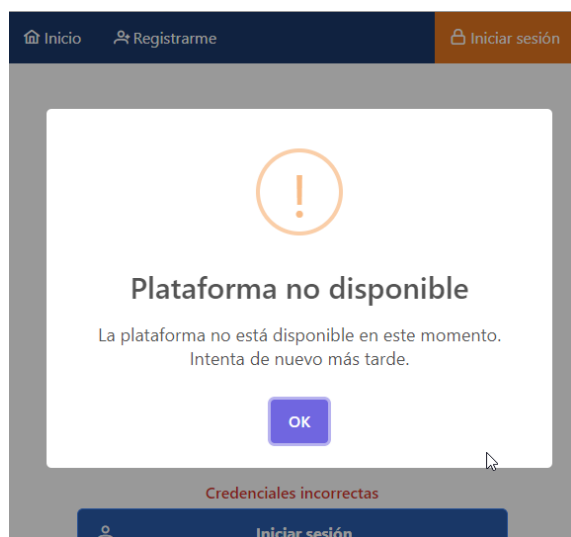 Inicio Registrarme Iniciar sesión
!
Plataforma no disponible
La plataforma no está disponible en este momento.
Intenta de nuevo más tarde.
OK
Credenciales incorrectas
Iniciar sesión